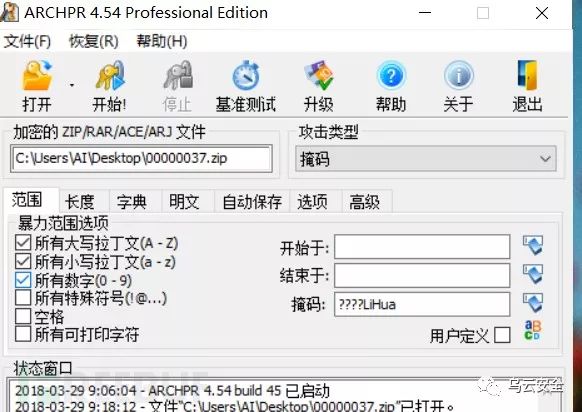 ARCHPR 4.54 Professional Edition
文件(F) 恢复(R) 帮助(H)
打开 开始! 停止 基准测试 升级 帮助 关于 退出
加密的 ZIP/RAR/ACE/ARJ 文件 攻击类型
C:\Users\AI\Desktop\00000037.zip 掩码
范围 长度 字典 明文 自动保存 选项 高级
暴力范围选项
所有大写拉丁文(A - Z) 开始于:
所有小写拉丁文(a - z)
所有数字(0 - 9) 结束于:
所有特殊符号(!@...) 掩码: ????LiHua
空格
所有可打印字符 用户定义
状态窗口
2018-03-29 9:06:04 - ARCHPR 4.54 build 45 已启动
2018-03-29 9:18:12 - 文件"C:\Users\AI\Desktop\00000037.zip"已打开。
乌云安全